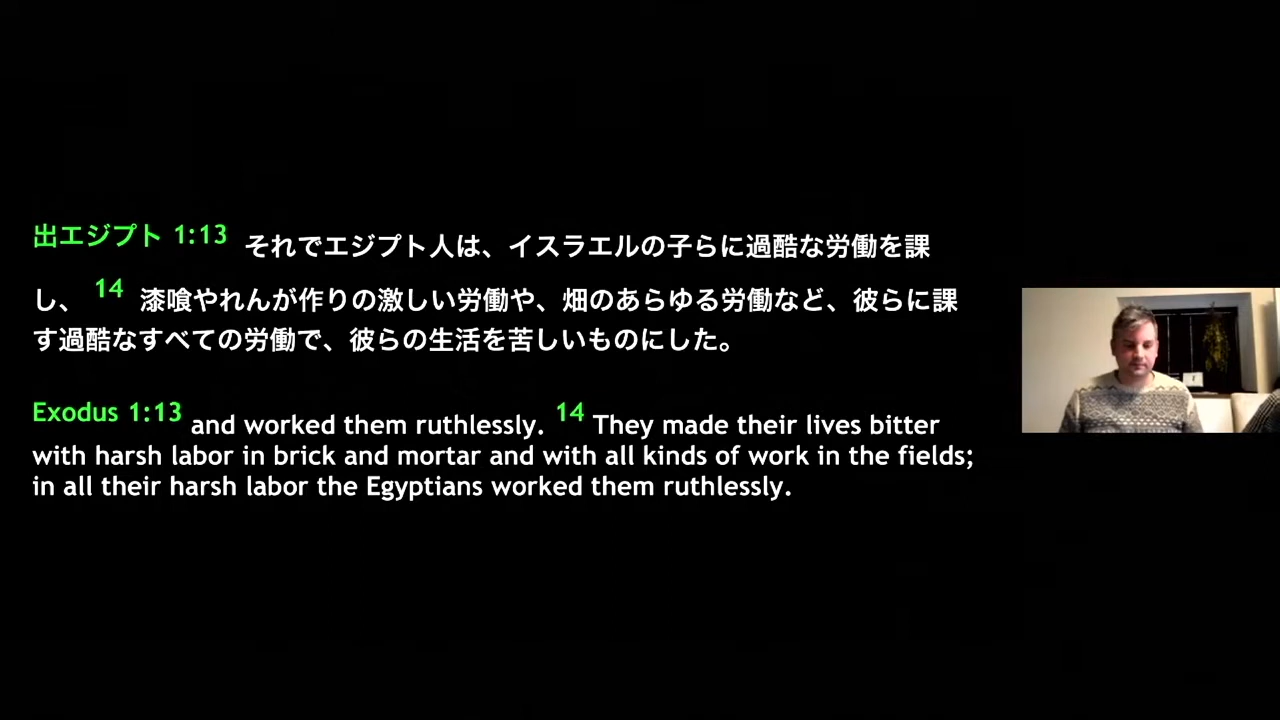 出エジプト 1:13 それでエジプト人は、イスラエルの子らに過酷な労働を課
し、 14 漆喰やれんが作りの激しい労働や、畑のあらゆる労働など、彼らに課
す過酷なすべての労働で、彼らの生活を苦しいものにした。
Exodus 1:13 and worked them ruthlessly. 14 They made their lives bitter
with harsh labor in brick and mortar and with all kinds of work in the fields;
in all their harsh labor the Egyptians worked them ruthlessly.